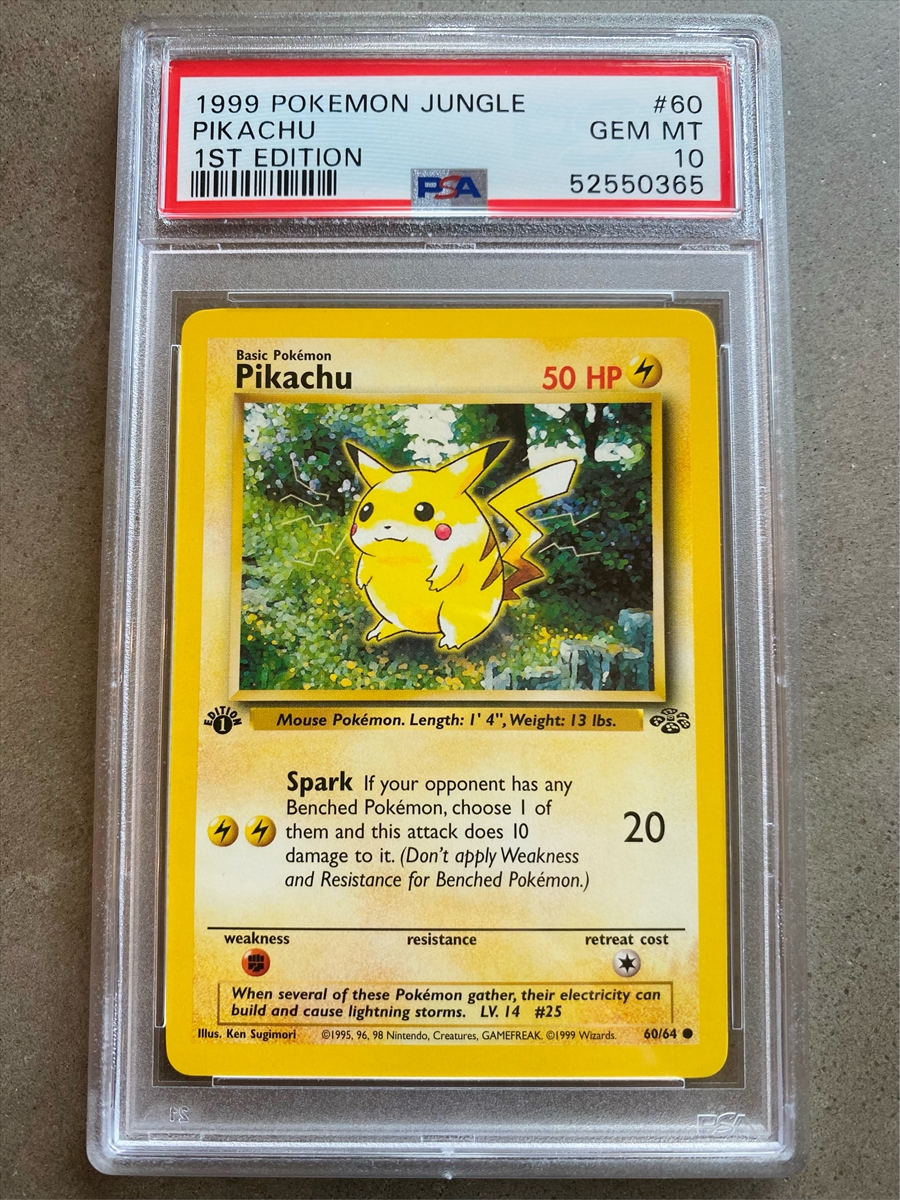 1999 POKEMON JUNGLE #60
PIKACHU GEM MT
1ST EDITION 10
PSA 52550365
Basic Pokémon
Pikachu 50 HP
EDITION
1
Mouse Pokémon. Length: 1' 4", Weight: 13 lbs.
Spark If your opponent has any
Benched Pokémon, choose 1 of
them and this attack does 10
damage to it. (Don't apply Weakness
and Resistance for Benched Pokémon.)
20
weakness resistance retreat cost
When several of these Pokémon gather, their electricity can
build and cause lightning storms. LV. 14 #25
Illus. Ken Sugimori ©1995, 96, 98 Nintendo, Creatures, GAMEFREAK. ©1999 Wizards. 60/64
PSA